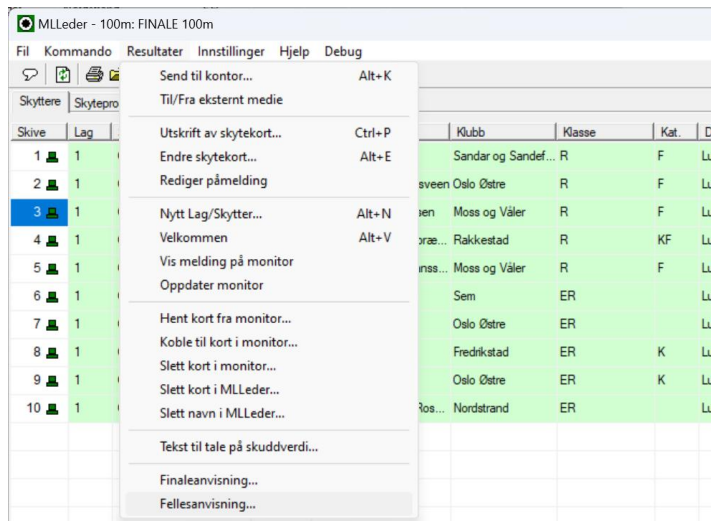 MLLeder - 100m: FINALE 100m
Fil Kommando Resultater Innstillinger Hjelp Debug
Send til kontor... Alt+K
Skyttere Skytepro Til/Fra eksternt medie
Skive Lag Utskrift av skytekort... Ctrl+P Klubb Klasse Kat.
1 1 Endre skytekort... Alt+E Sandar og Sandef... R F
2 1 Rediger påmelding Oslo Østre R F
3 1 Nytt Lag/Skytter... Alt+N Moss og Våler R F
4 1 Velkommen Alt+V Rakkestad R KF
5 1 Vis melding på monitor Moss og Våler R F
Oppdater monitor
6 1 Sem ER
7 1 Hent kort fra monitor... Oslo Østre ER
Koble til kort i monitor...
8 1 Slett kort i monitor... Fredrikstad ER K
9 1 Slett kort i MLLeder... Oslo Østre ER K
10 1 Slett navn i MLLeder... Nordstrand ER
Tekst til tale på skuddverdi...
Finaleanvisning...
Fellesanvisning...